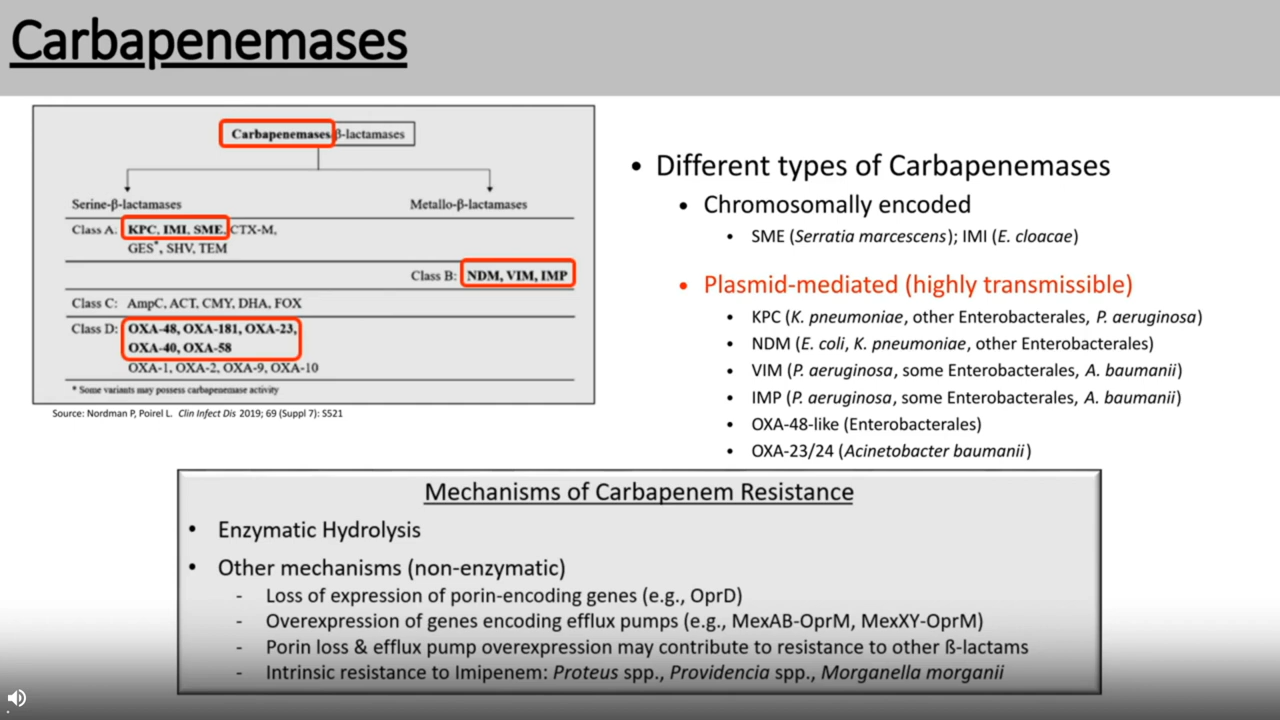 Carbapenemases
Carbapenemases β-lactamases
Serine-β-lactamases Metallo-β-lactamases
Class A: KPC, IMI, SME, CTX-M,
GES*, SHV, TEM
Class B: NDM, VIM, IMP
Class C: AmpC, ACT, CMY, DHA, FOX
Class D: OXA-48, OXA-181, OXA-23,
OXA-40, OXA-58
OXA-1, OXA-2, OXA-9, OXA-10
* Some variants may possess carbapenemase activity
Source: Nordman P, Poirel L. Clin Infect Dis 2019; 69 (Suppl 7): S521
• Different types of Carbapenemases
• Chromosomally encoded
• SME (Serratia marcescens); IMI (E. cloacae)
• Plasmid-mediated (highly transmissible)
• KPC (K. pneumoniae, other Enterobacterales, P. aeruginosa)
• NDM (E. coli, K. pneumoniae, other Enterobacterales)
• VIM (P. aeruginosa, some Enterobacterales, A. baumanii)
• IMP (P. aeruginosa, some Enterobacterales, A. baumanii)
• OXA-48-like (Enterobacterales)
• OXA-23/24 (Acinetobacter baumanii)
Mechanisms of Carbapenem Resistance
• Enzymatic Hydrolysis
• Other mechanisms (non-enzymatic)
- Loss of expression of porin-encoding genes (e.g., OprD)
- Overexpression of genes encoding efflux pumps (e.g., MexAB-OprM, MexXY-OprM)
- Porin loss & efflux pump overexpression may contribute to resistance to other ß-lactams
- Intrinsic resistance to Imipenem: Proteus spp., Providencia spp., Morganella morganii